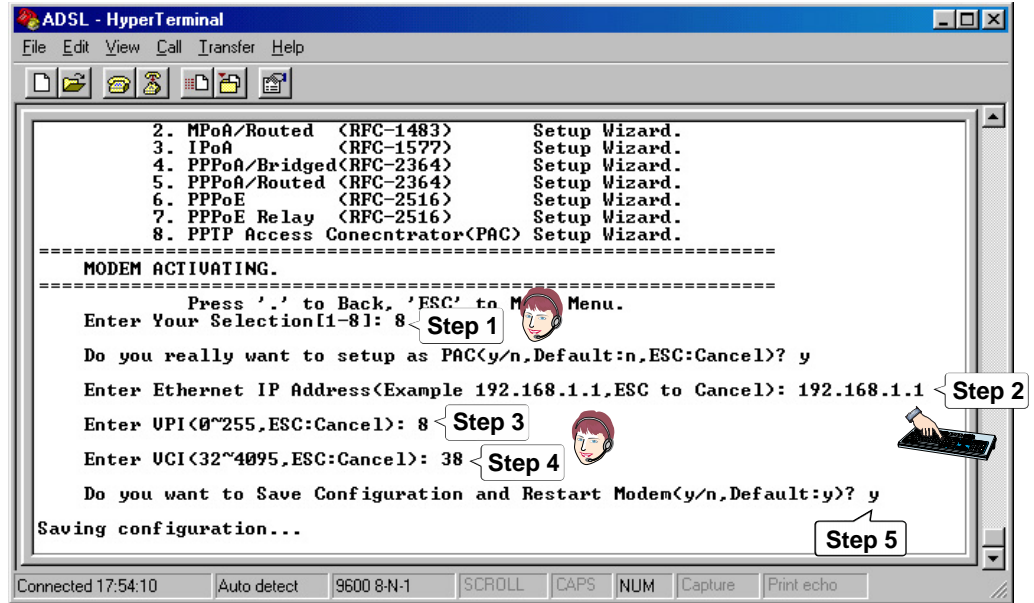 ADSL - HyperTerminal
File Edit View Call Transfer Help
2. MPoA/Routed (RFC-1483) Setup Wizard.
3. IPoA (RFC-1577) Setup Wizard.
4. PPPoA/Bridged(RFC-2364) Setup Wizard.
5. PPPoA/Routed (RFC-2364) Setup Wizard.
6. PPPoE (RFC-2516) Setup Wizard.
7. PPPoE Relay (RFC-2516) Setup Wizard.
8. PPTP Access Conecntrator(PAC) Setup Wizard.
================================================================
MODEM ACTIVATING.
================================================================
Press '.' to Back, 'ESC' to M Menu.
Enter Your Selection[1-8]: 8
Step 1
Do you really want to setup as PAC(y/n,Default:n,ESC:Cancel)? y
Enter Ethernet IP Address(Example 192.168.1.1,ESC to Cancel): 192.168.1.1
Step 2
Enter VPI(0~255,ESC:Cancel): 8
Step 3
Enter VCI(32~4095,ESC:Cancel): 38
Step 4
Do you want to Save Configuration and Restart Modem(y/n,Default:y)? y
Step 5
Saving configuration...
Connected 17:54:10 Auto detect 9600 8-N-1 SCROLL CAPS NUM Capture Print echo